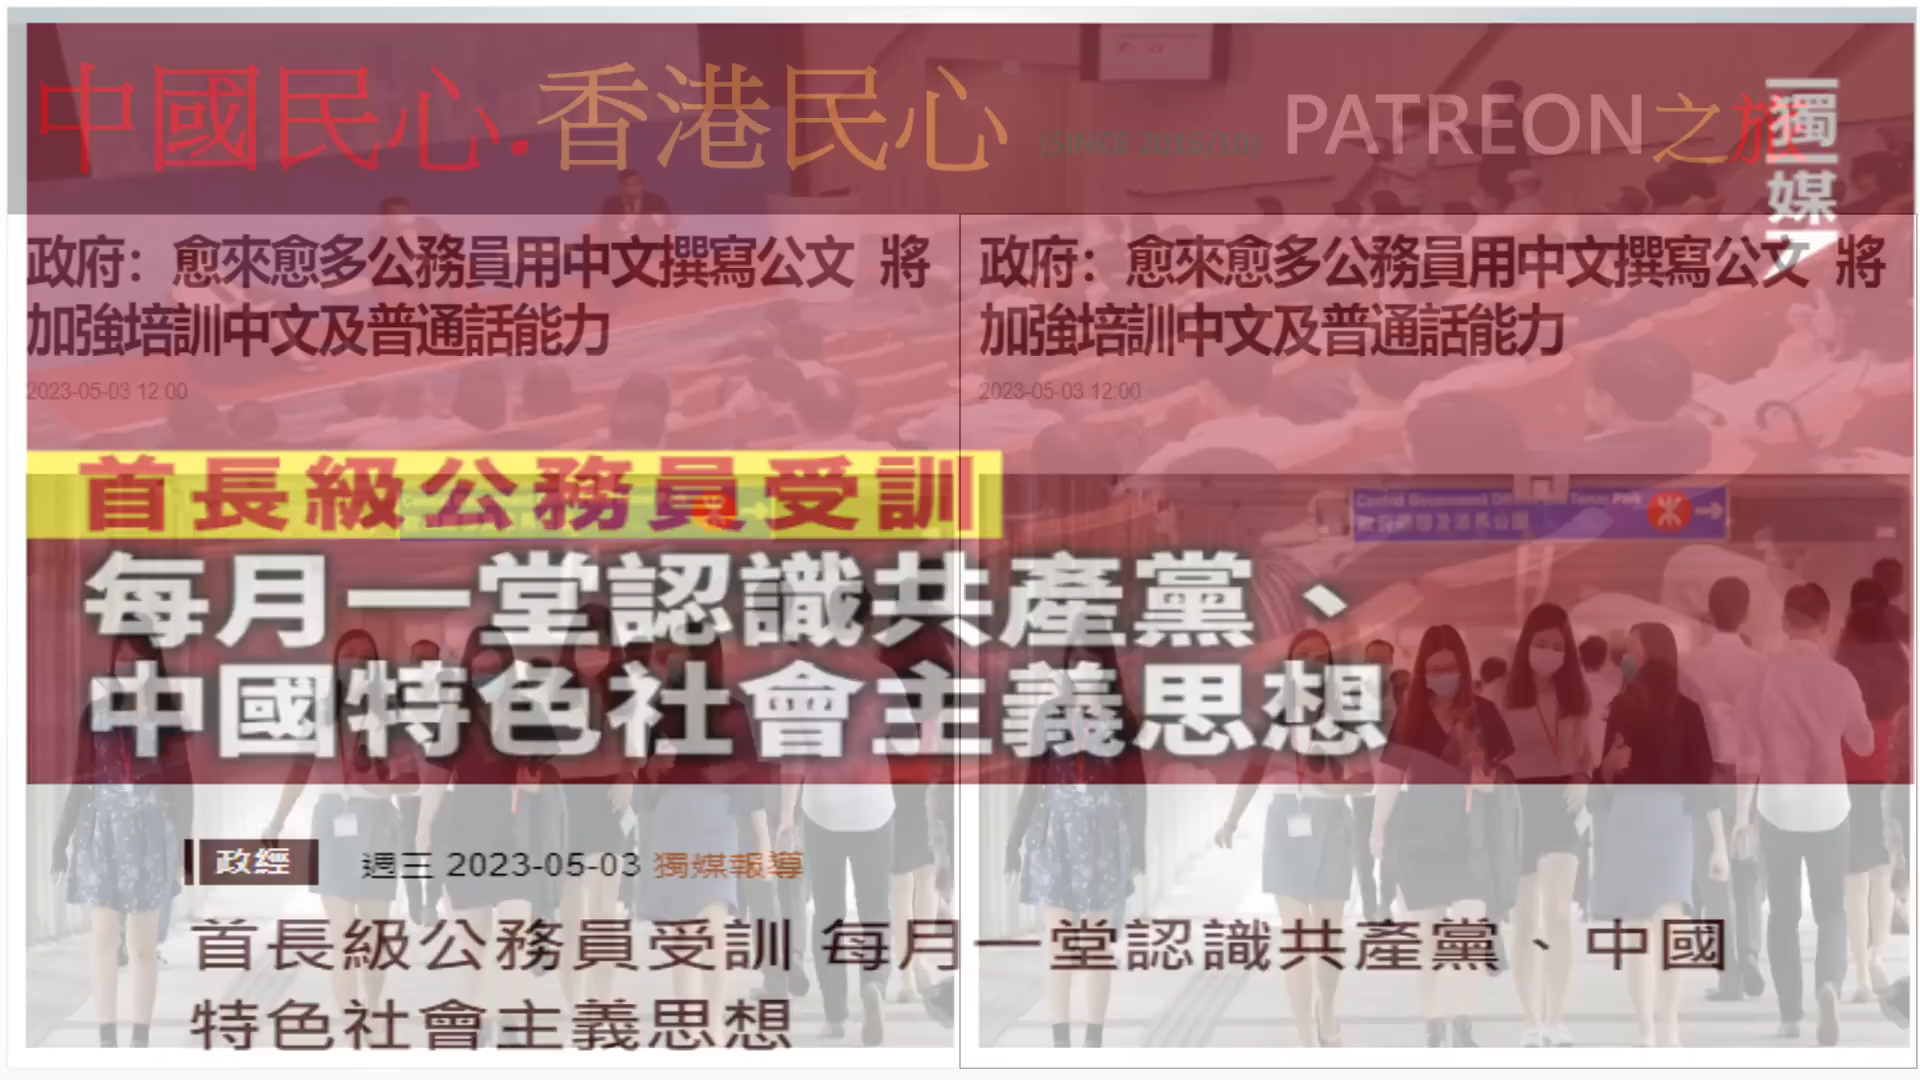 中國民心.香港民心 (SINCE 2016/10) PATREON之旅
獨媒
政府：愈來愈多公務員用中文撰寫公文 將
加強培訓中文及普通話能力
2023-05-03 12:00
政府：愈來愈多公務員用中文撰寫公文 將
加強培訓中文及普通話能力
2023-05-03 12:00
首長級公務員受訓
每月一堂認識共產黨、
中國特色社會主義思想
政經 週三 2023-05-03 獨媒報導
首長級公務員受訓 每月一堂認識共產黨、中國
特色社會主義思想